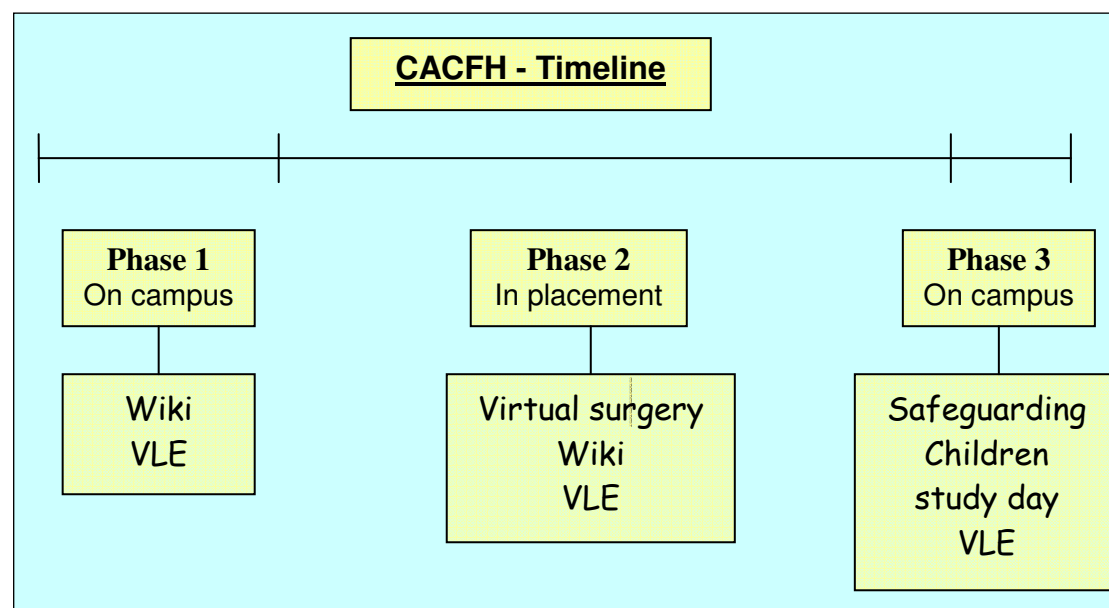 CACFH - Timeline
Phase 1
On campus
Wiki
VLE
Phase 2
In placement
Virtual surgery
Wiki
VLE
Phase 3
On campus
Safeguarding
Children
study day
VLE